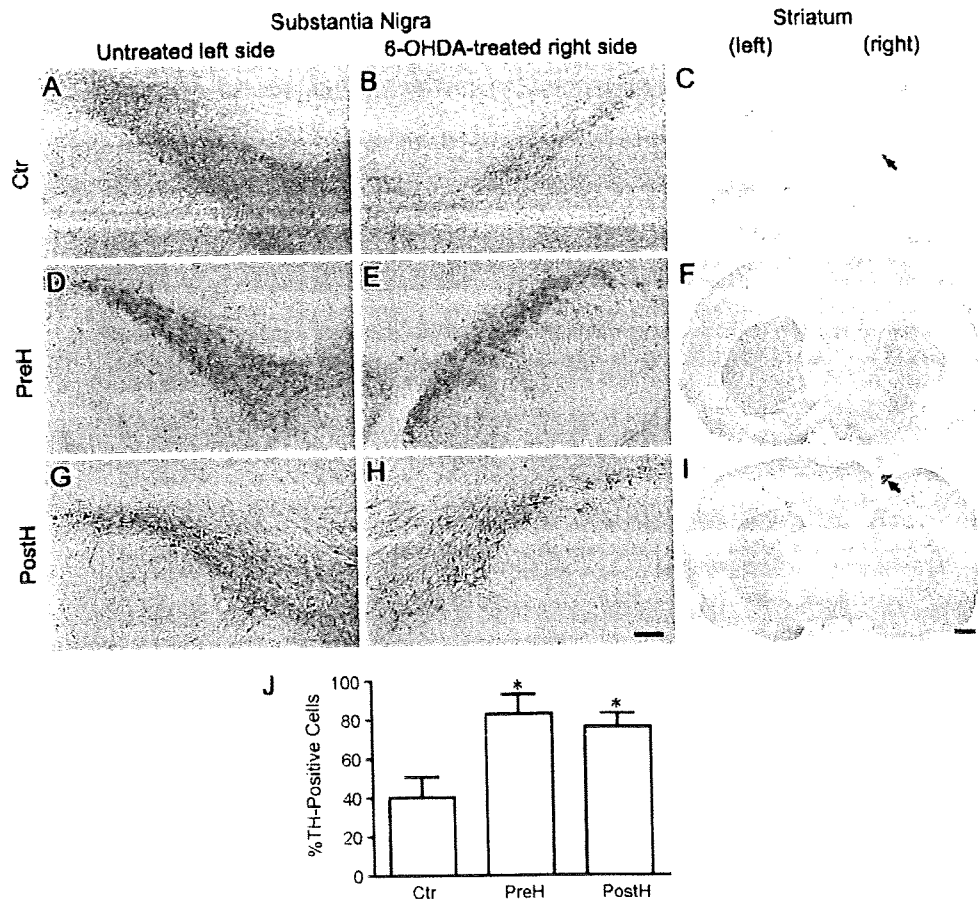 Substantia Nigra
Striatum
Untreated left side
6-OHDA-treated right side
(left)
(right)
A
B
C
Ctr
D
E
F
PreH
G
H
I
PostH
J
100
80
60
40
20
0
%TH-Positive Cells
*
*
Ctr
PreH
PostH